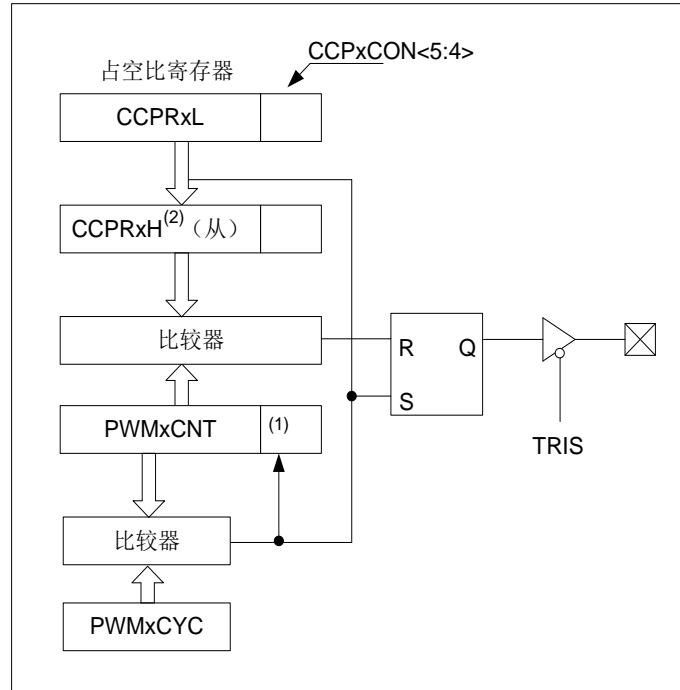 CCPxCON<5:4>
占空比寄存器
CCPRxL
CCPRxH(2)（从）
比较器
R Q
S
PWMxCNT (1)
TRIS
比较器
PWMxCYC